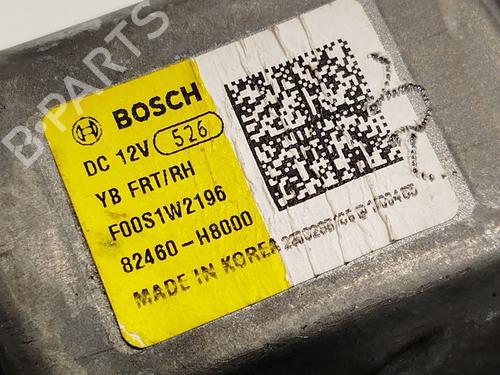 B-PARTS
BOSCH
DC 12V 526
YB FRT/RH
F00S1W2196
82460-H8000
MADE IN KOREA